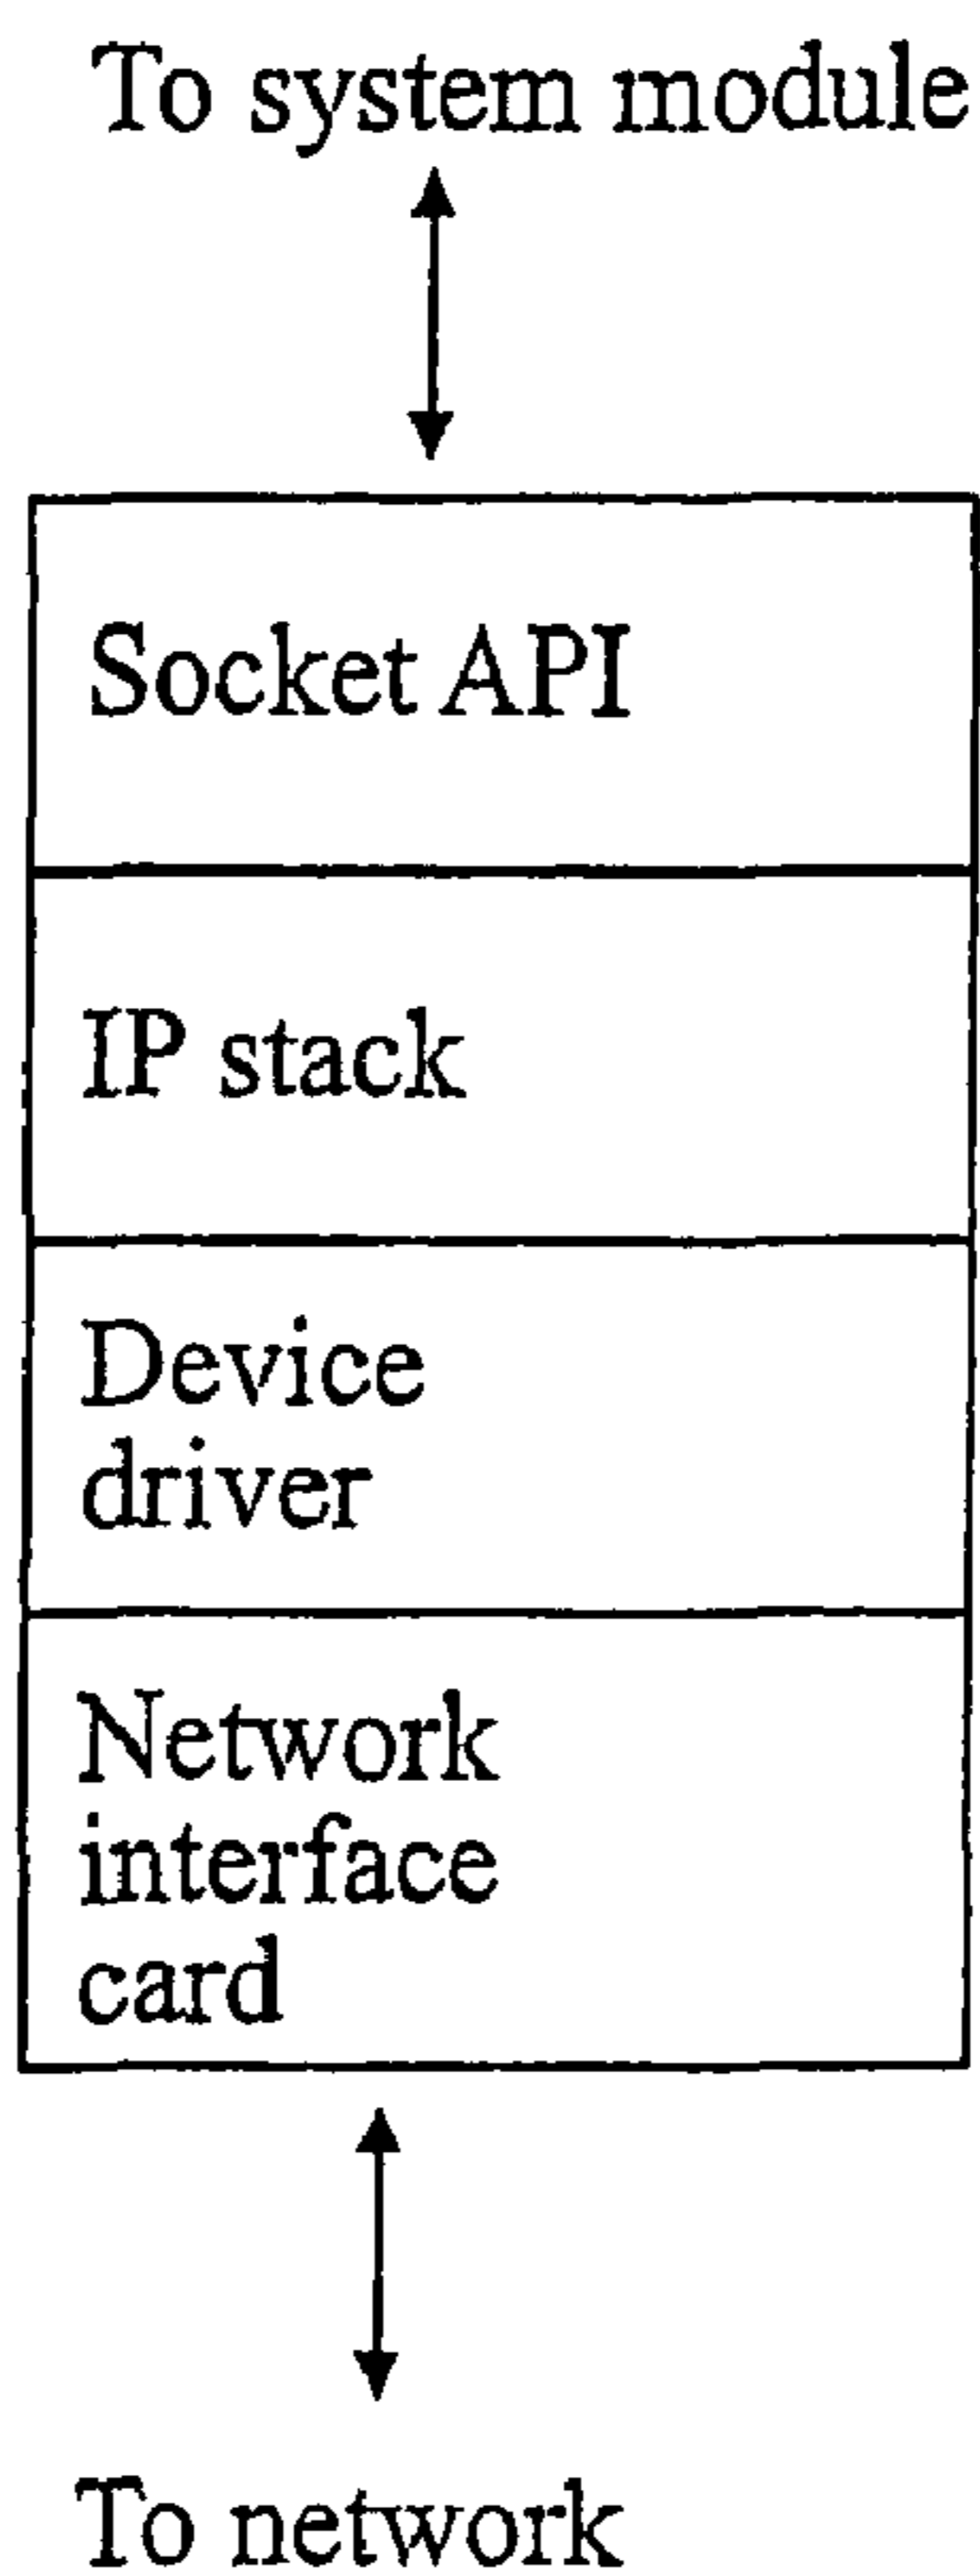 To system module
Socket API
IP stack
Device
driver
Network
interface
card
To network